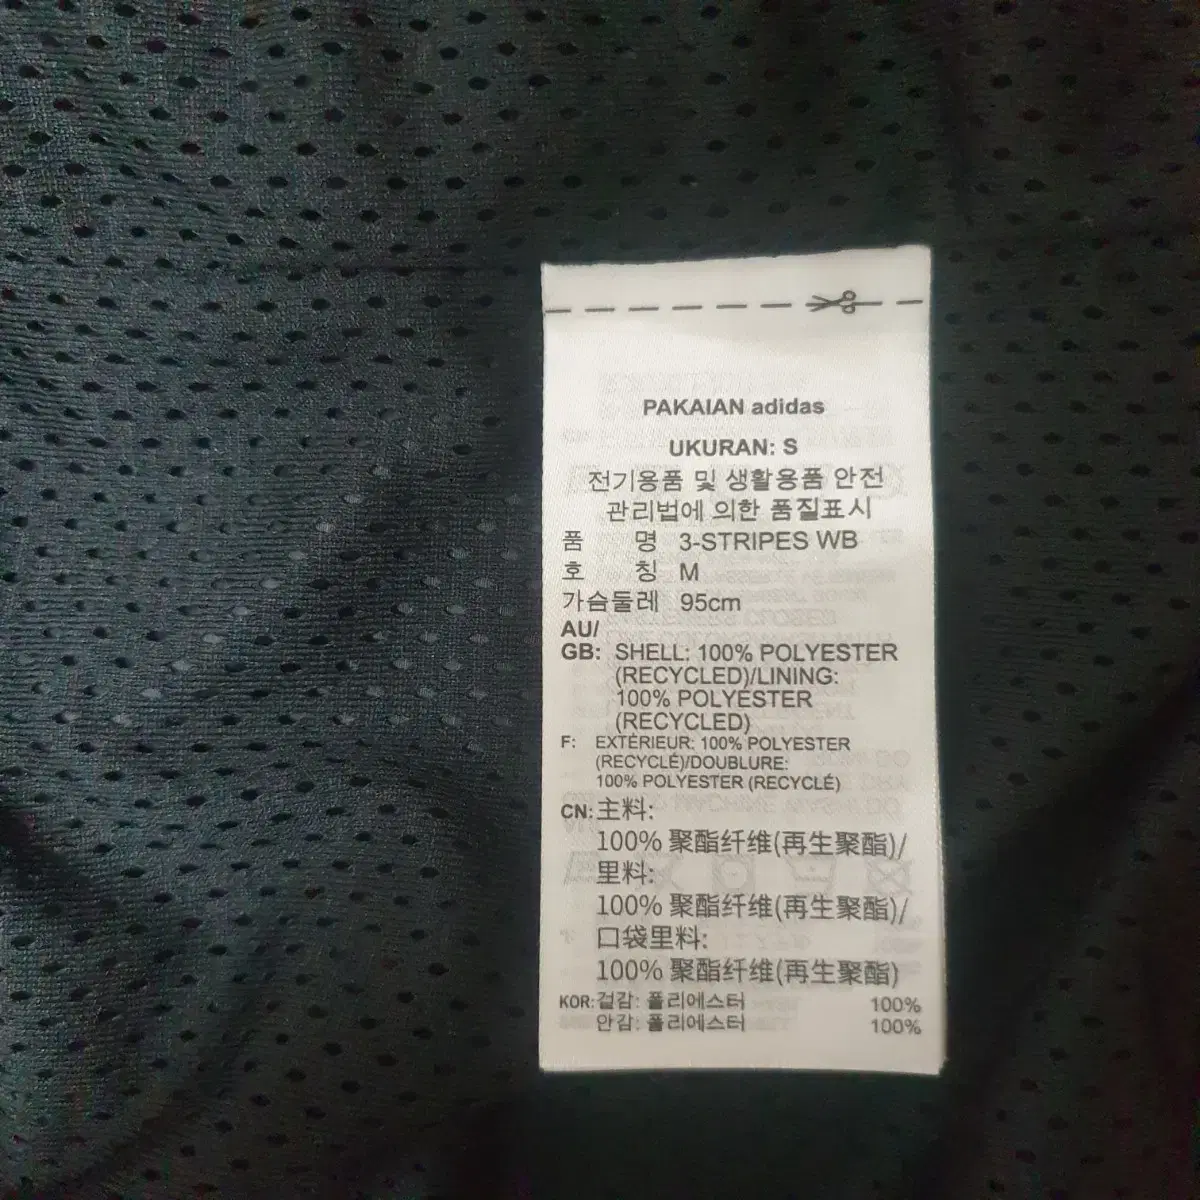 PAKAIAN adidas
UKURAN: S
전기용품 및 생활용품 안전
관리법에 의한 품질표시
품 명 3-STRIPES WB
호 칭 M
가슴둘레 95cm
AU/
GB: SHELL: 100% POLYESTER
(RECYCLED)/LINING:
100% POLYESTER
(RECYCLED)
F: EXTÉRIEUR: 100% POLYESTER
(RECYCLÉ)/DOUBLURE:
100% POLYESTER (RECYCLÉ)
CN: 主料:
100% 聚酯纤维(再生聚酯)/
里料:
100% 聚酯纤维(再生聚酯)/
口袋里料:
100% 聚酯纤维(再生聚酯)
KOR: 겉감: 폴리에스터 100%
안감: 폴리에스터 100%